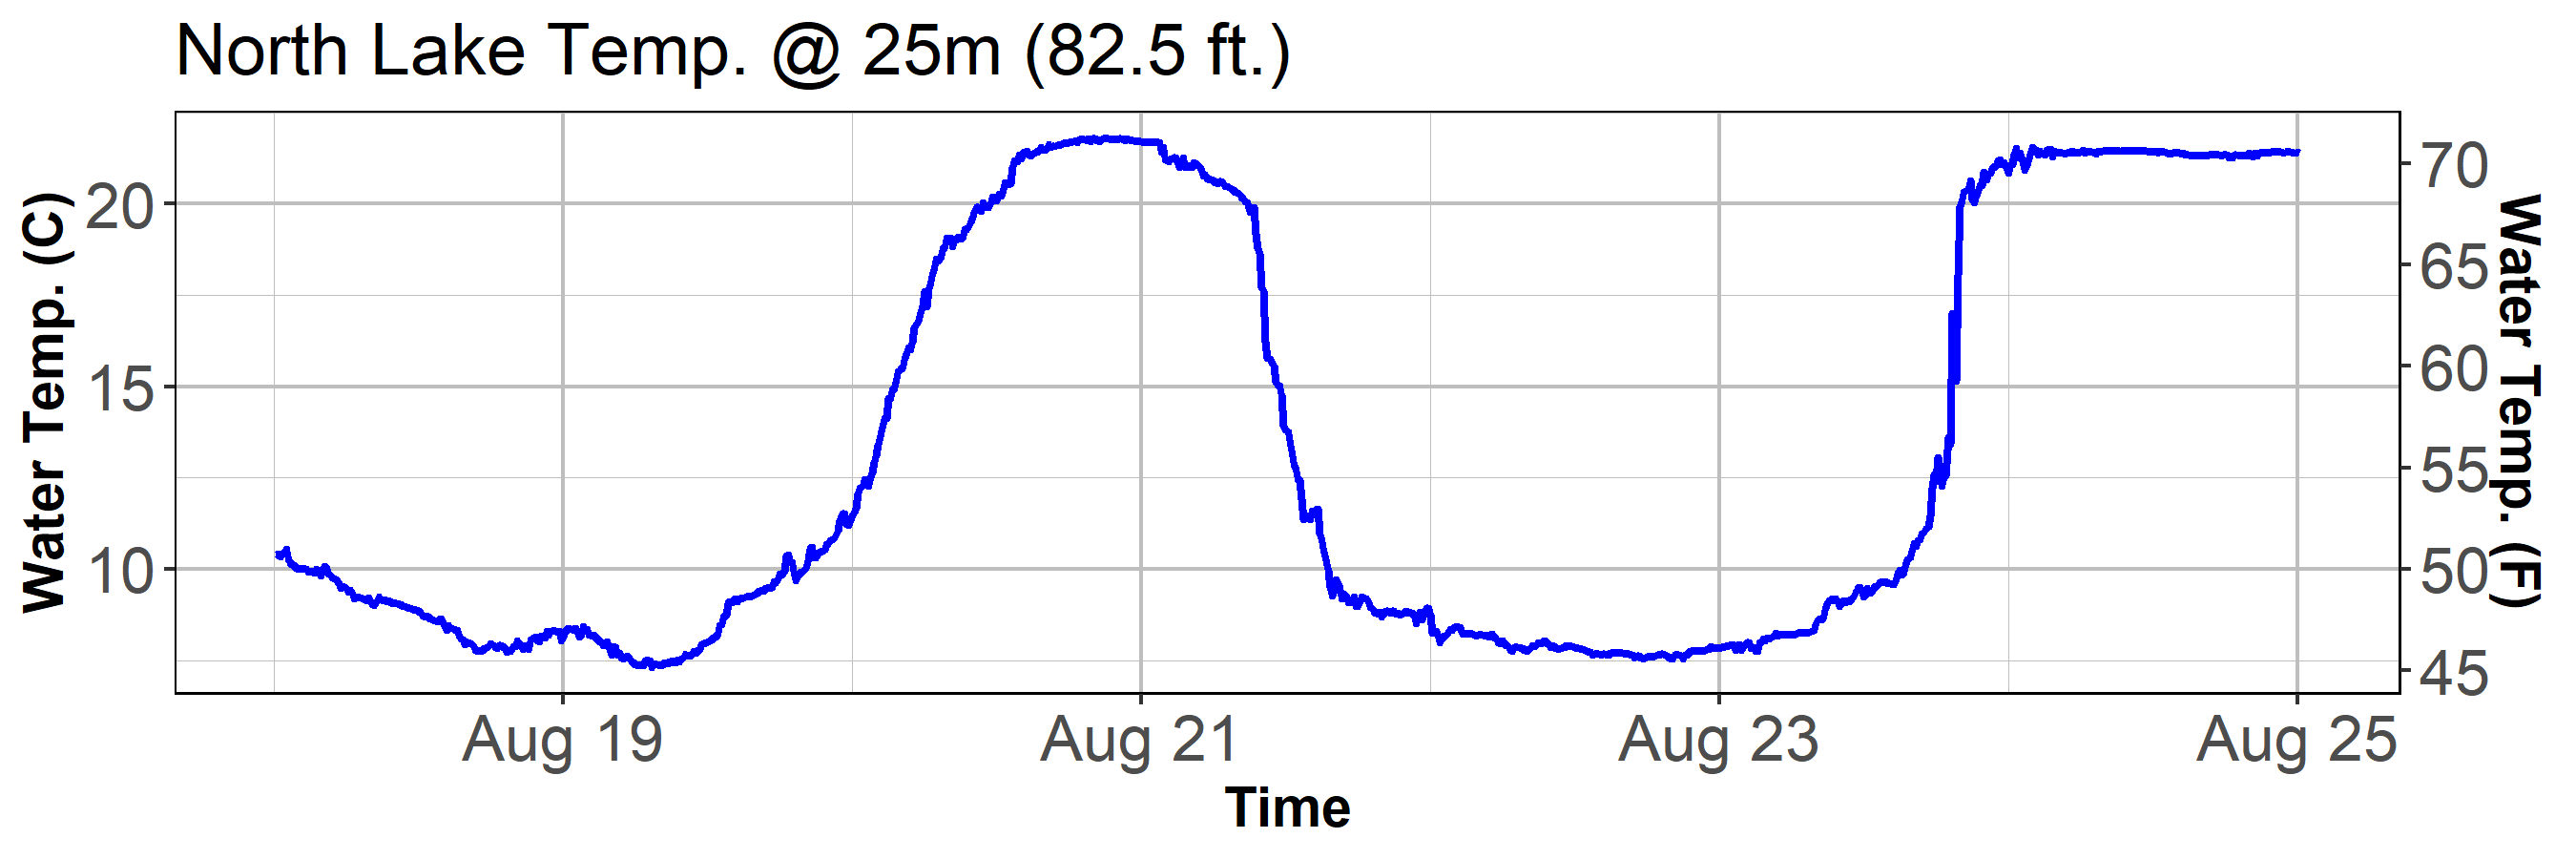 North Lake Temp. @ 25m (82.5 ft.)
Water Temp. (C)
20
15
10
70
65
60
55
50
45
Water Temp. (F)
Aug 19
Aug 21
Aug 23
Aug 25
Time